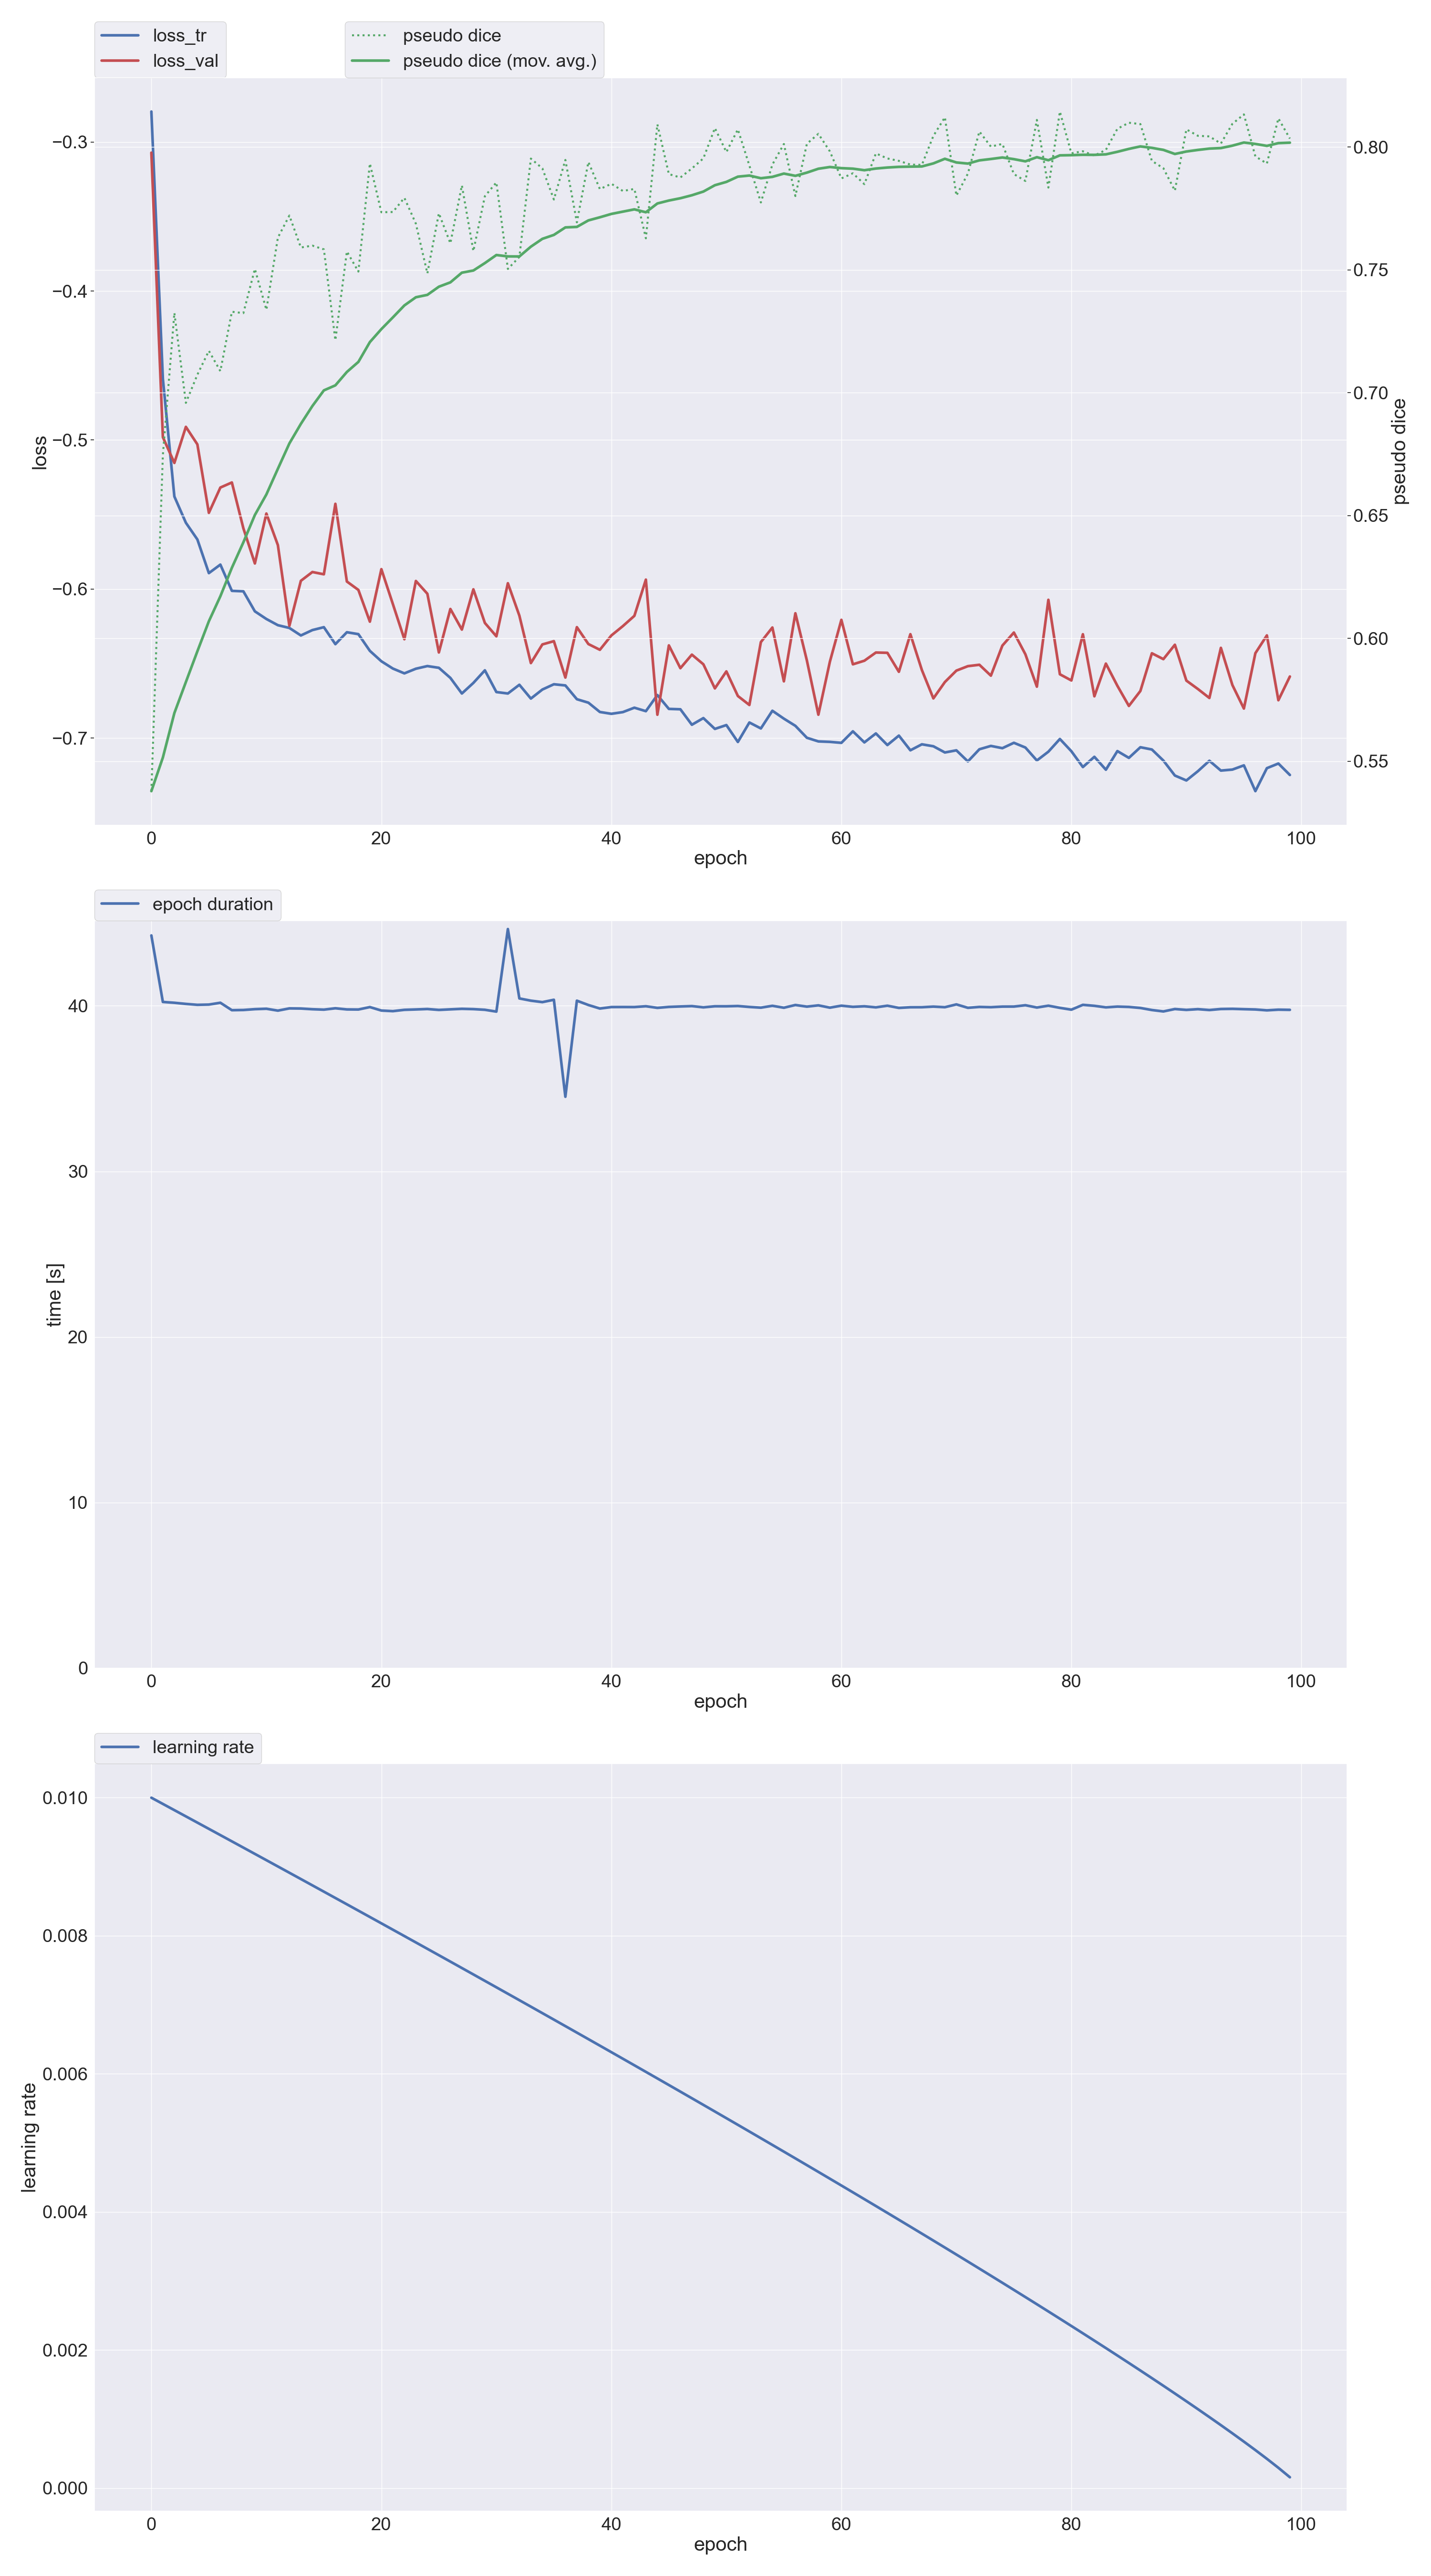 loss_tr
loss_val
pseudo dice
pseudo dice (mov. avg.)
−0.3
−0.4
−0.5
−0.6
−0.7
loss
0.80
0.75
0.70
0.65
0.60
0.55
pseudo dice
0 20 40 60 80 100
epoch
epoch duration
40
30
20
10
0
time [s]
0 20 40 60 80 100
epoch
learning rate
0.010
0.008
0.006
0.004
0.002
0.000
learning rate
0 20 40 60 80 100
epoch